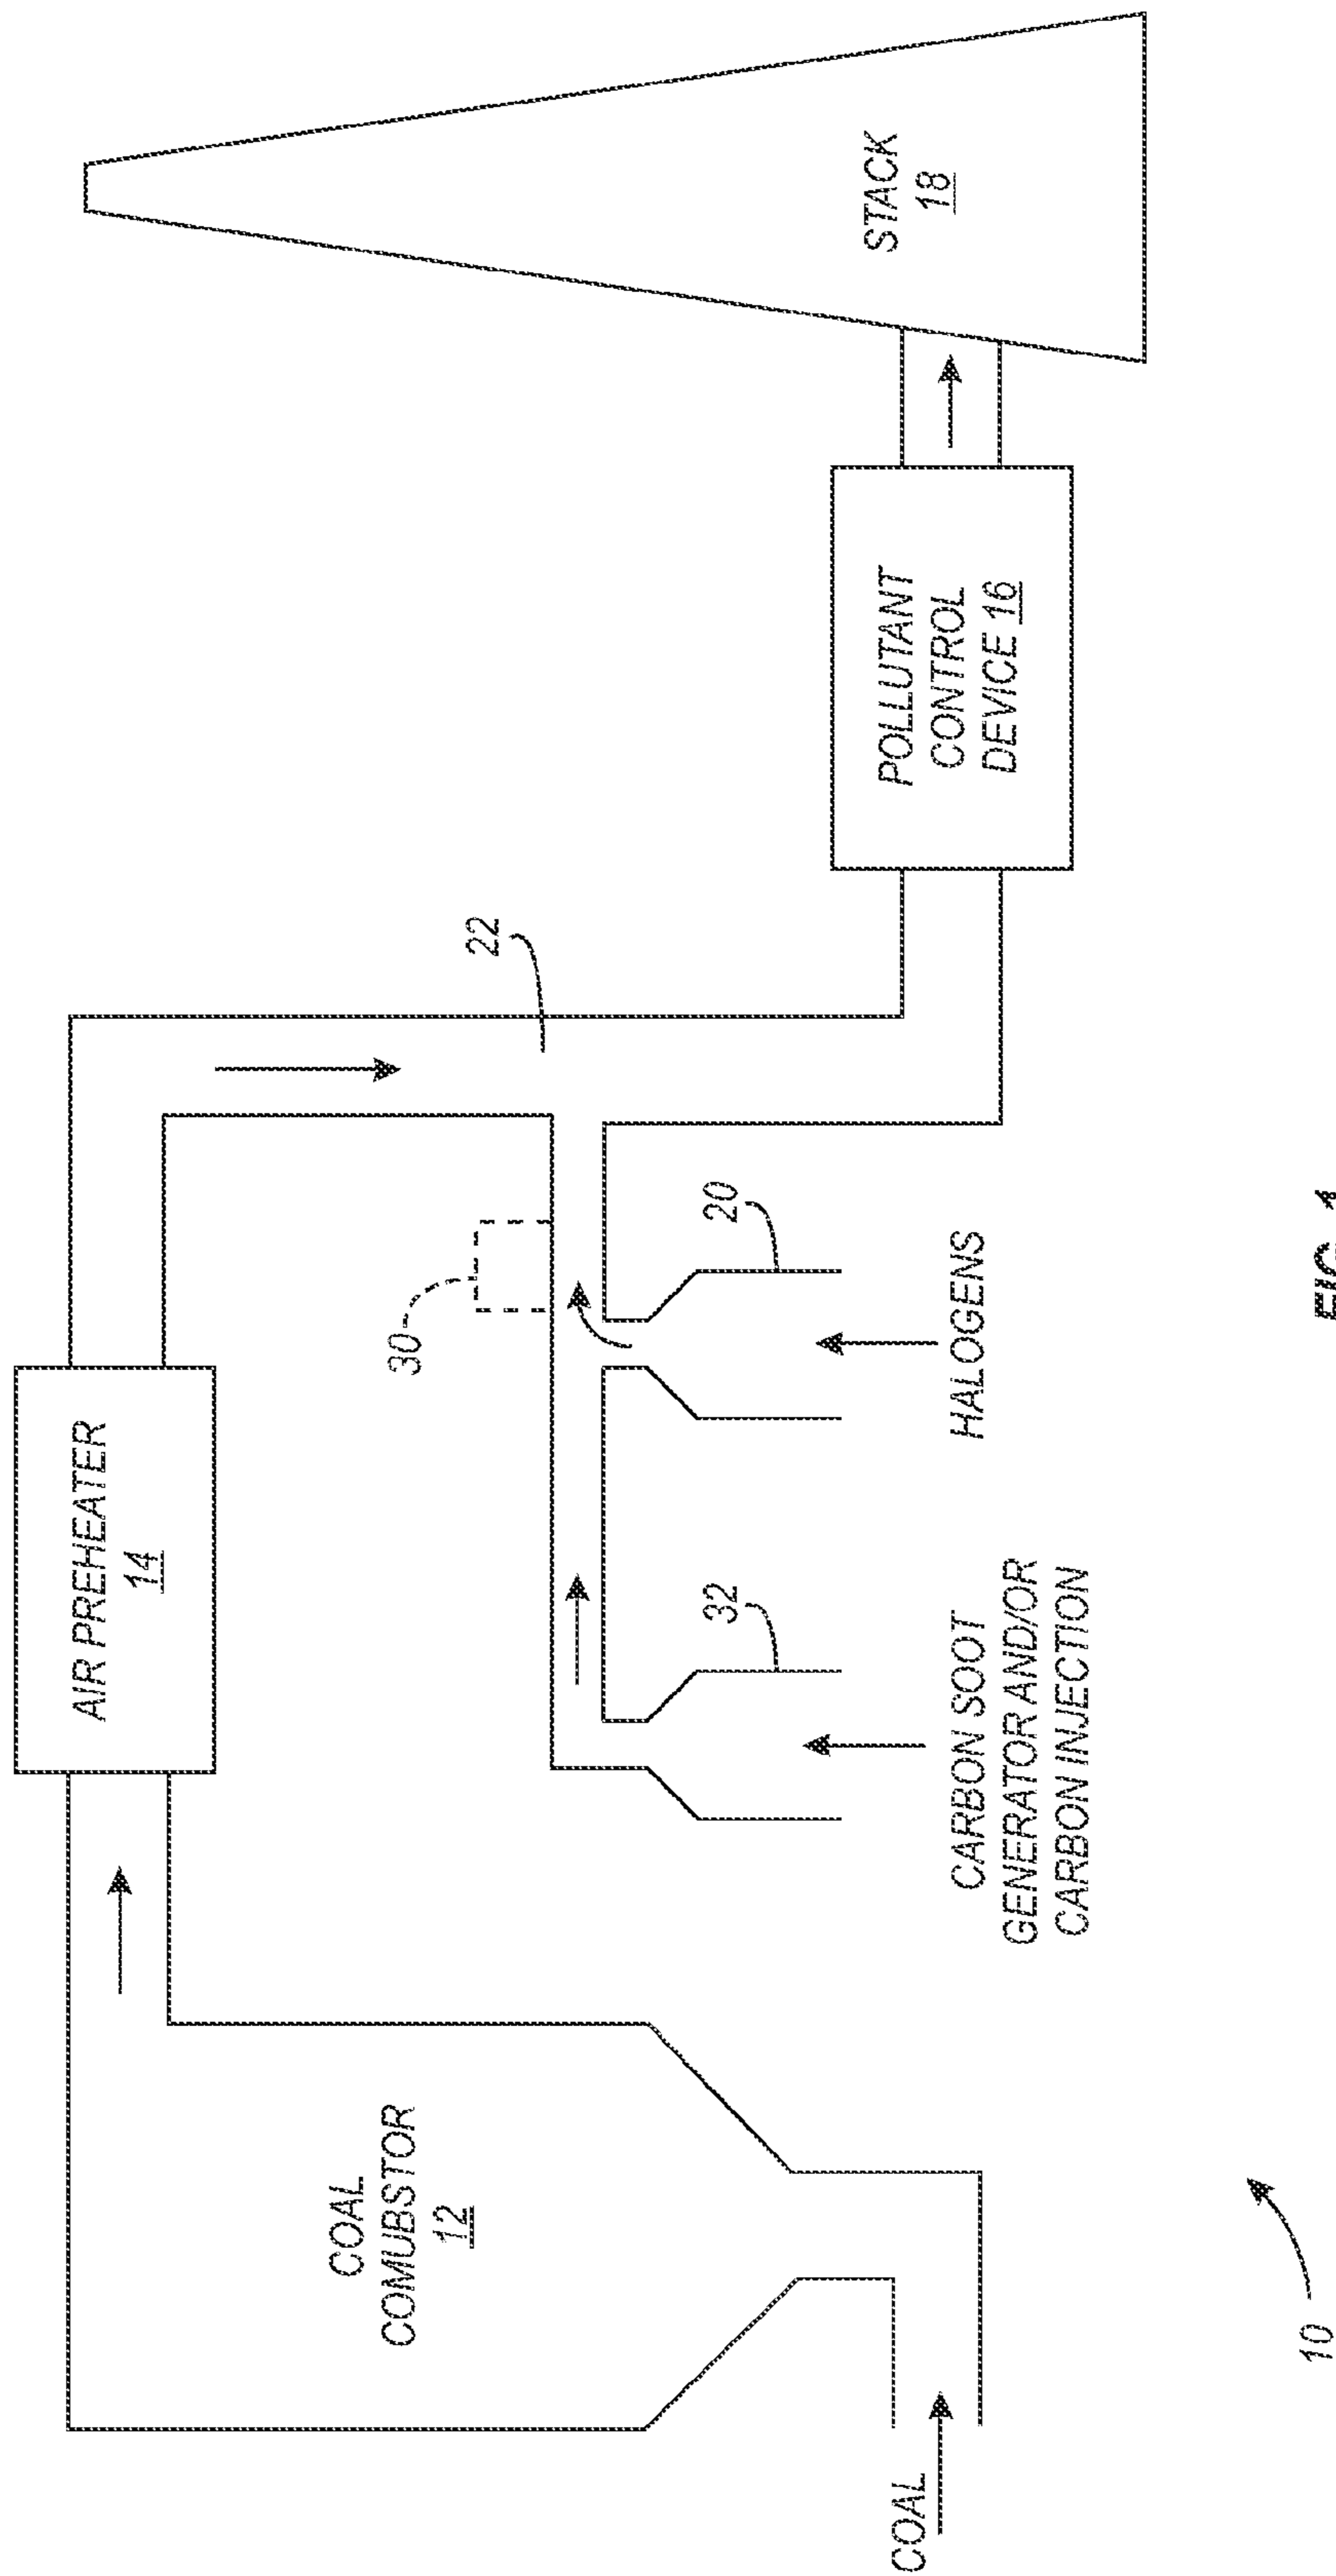 AIR PREHEATER
14
COAL
COMUBSTOR
12
COAL
30
22
32
20
CARBON SOOT
GENERATOR AND/OR
CARBON INJECTION
HALOGENS
POLLUTANT
CONTROL
DEVICE 16
STACK
18
10